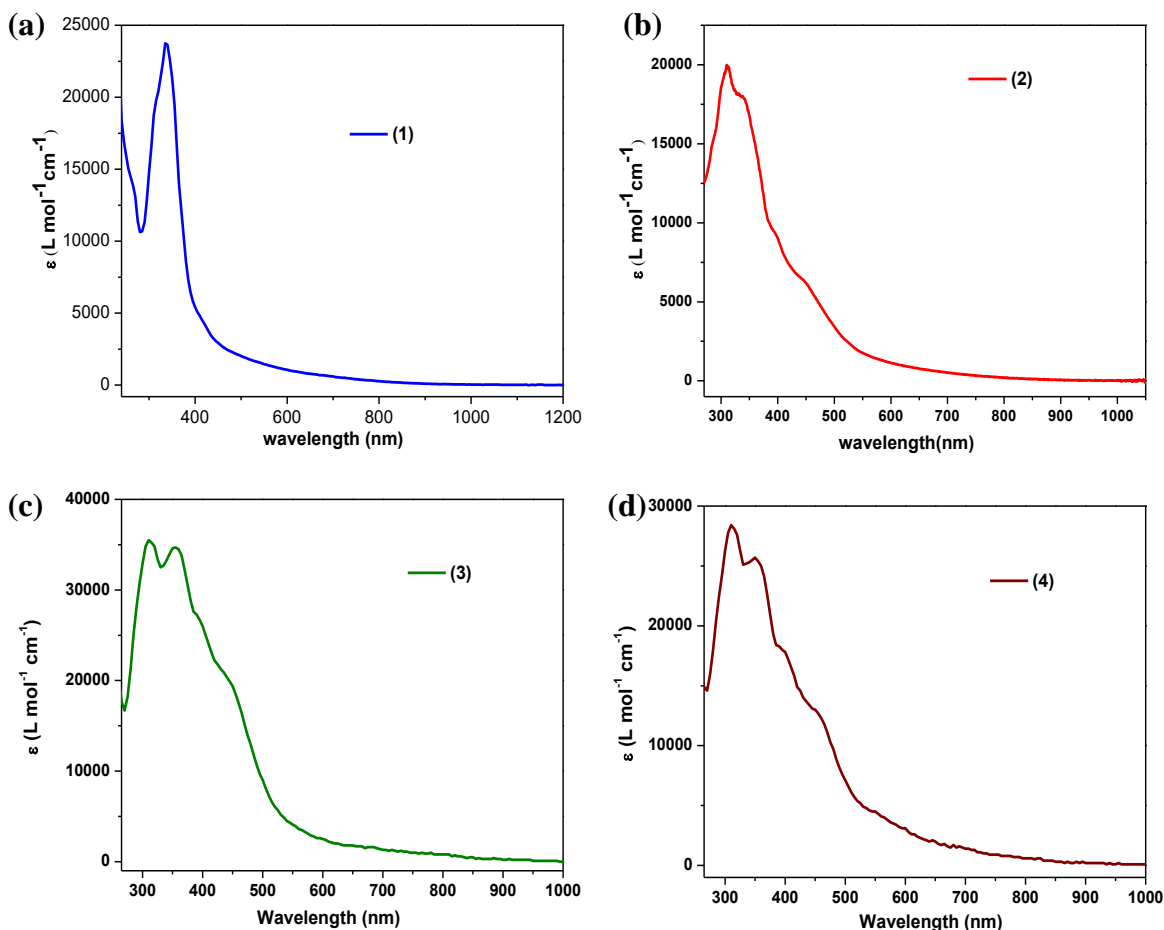 (a)
25000
20000
15000
10000
5000
0
ε (L mol⁻¹cm⁻¹)
(1)
400 600 800 1000 1200
wavelength (nm)
(b)
20000
15000
10000
5000
0
ε (L mol⁻¹cm⁻¹)
(2)
300 400 500 600 700 800 900 1000
wavelength(nm)
(c)
40000
30000
20000
10000
0
ε (L mol⁻¹ cm⁻¹)
(3)
300 400 500 600 700 800 900 1000
Wavelength (nm)
(d)
30000
20000
10000
0
ε (L mol⁻¹ cm⁻¹)
(4)
300 400 500 600 700 800 900 1000
Wavelength (nm)